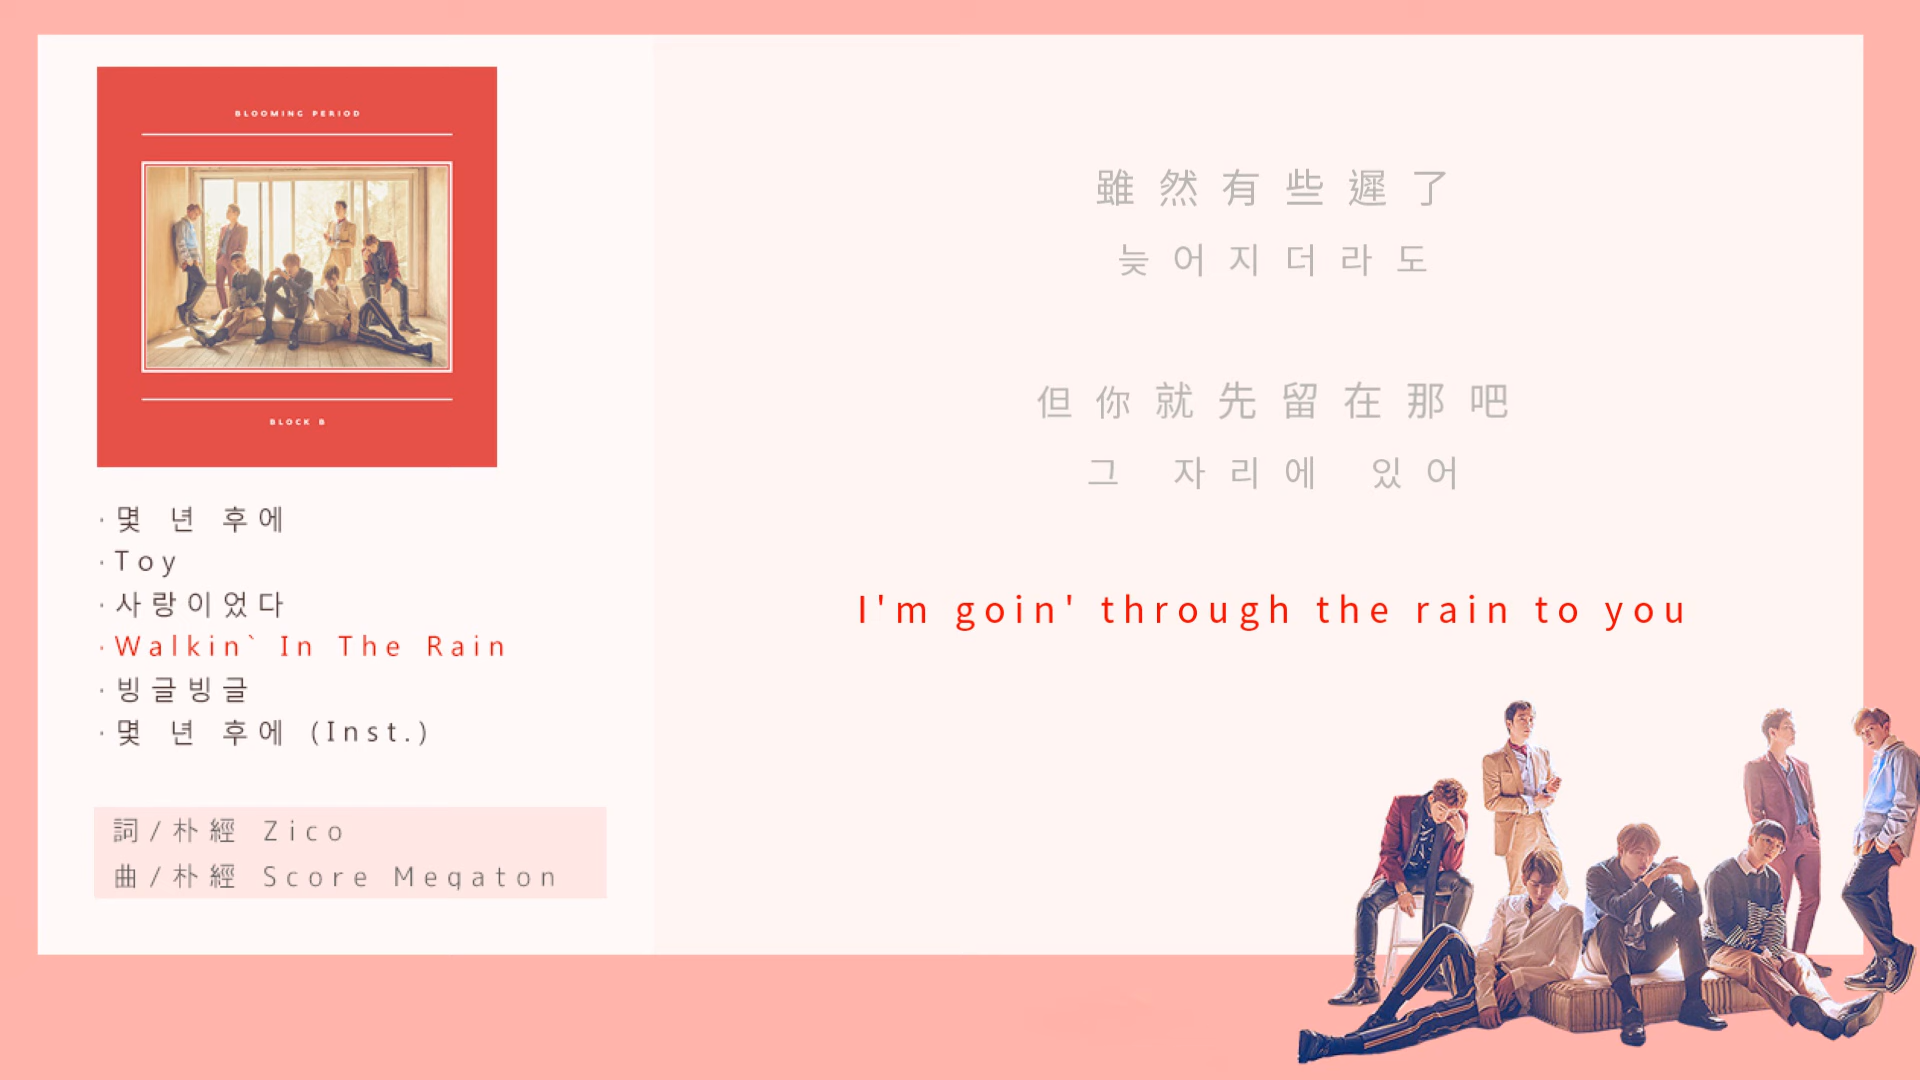 BLOOMING PERIOD
BLOCK B
·몇 년 후에
·Toy
·사랑이었다
·Walkin` In The Rain
·빙글빙글
·몇 년 후에 (Inst.)
詞/朴經 Zico
曲/朴經 Score Megaton
雖然有些遲了
늦어지더라도
但你就先留在那吧
그 자리에 있어
I'm goin' through the rain to you